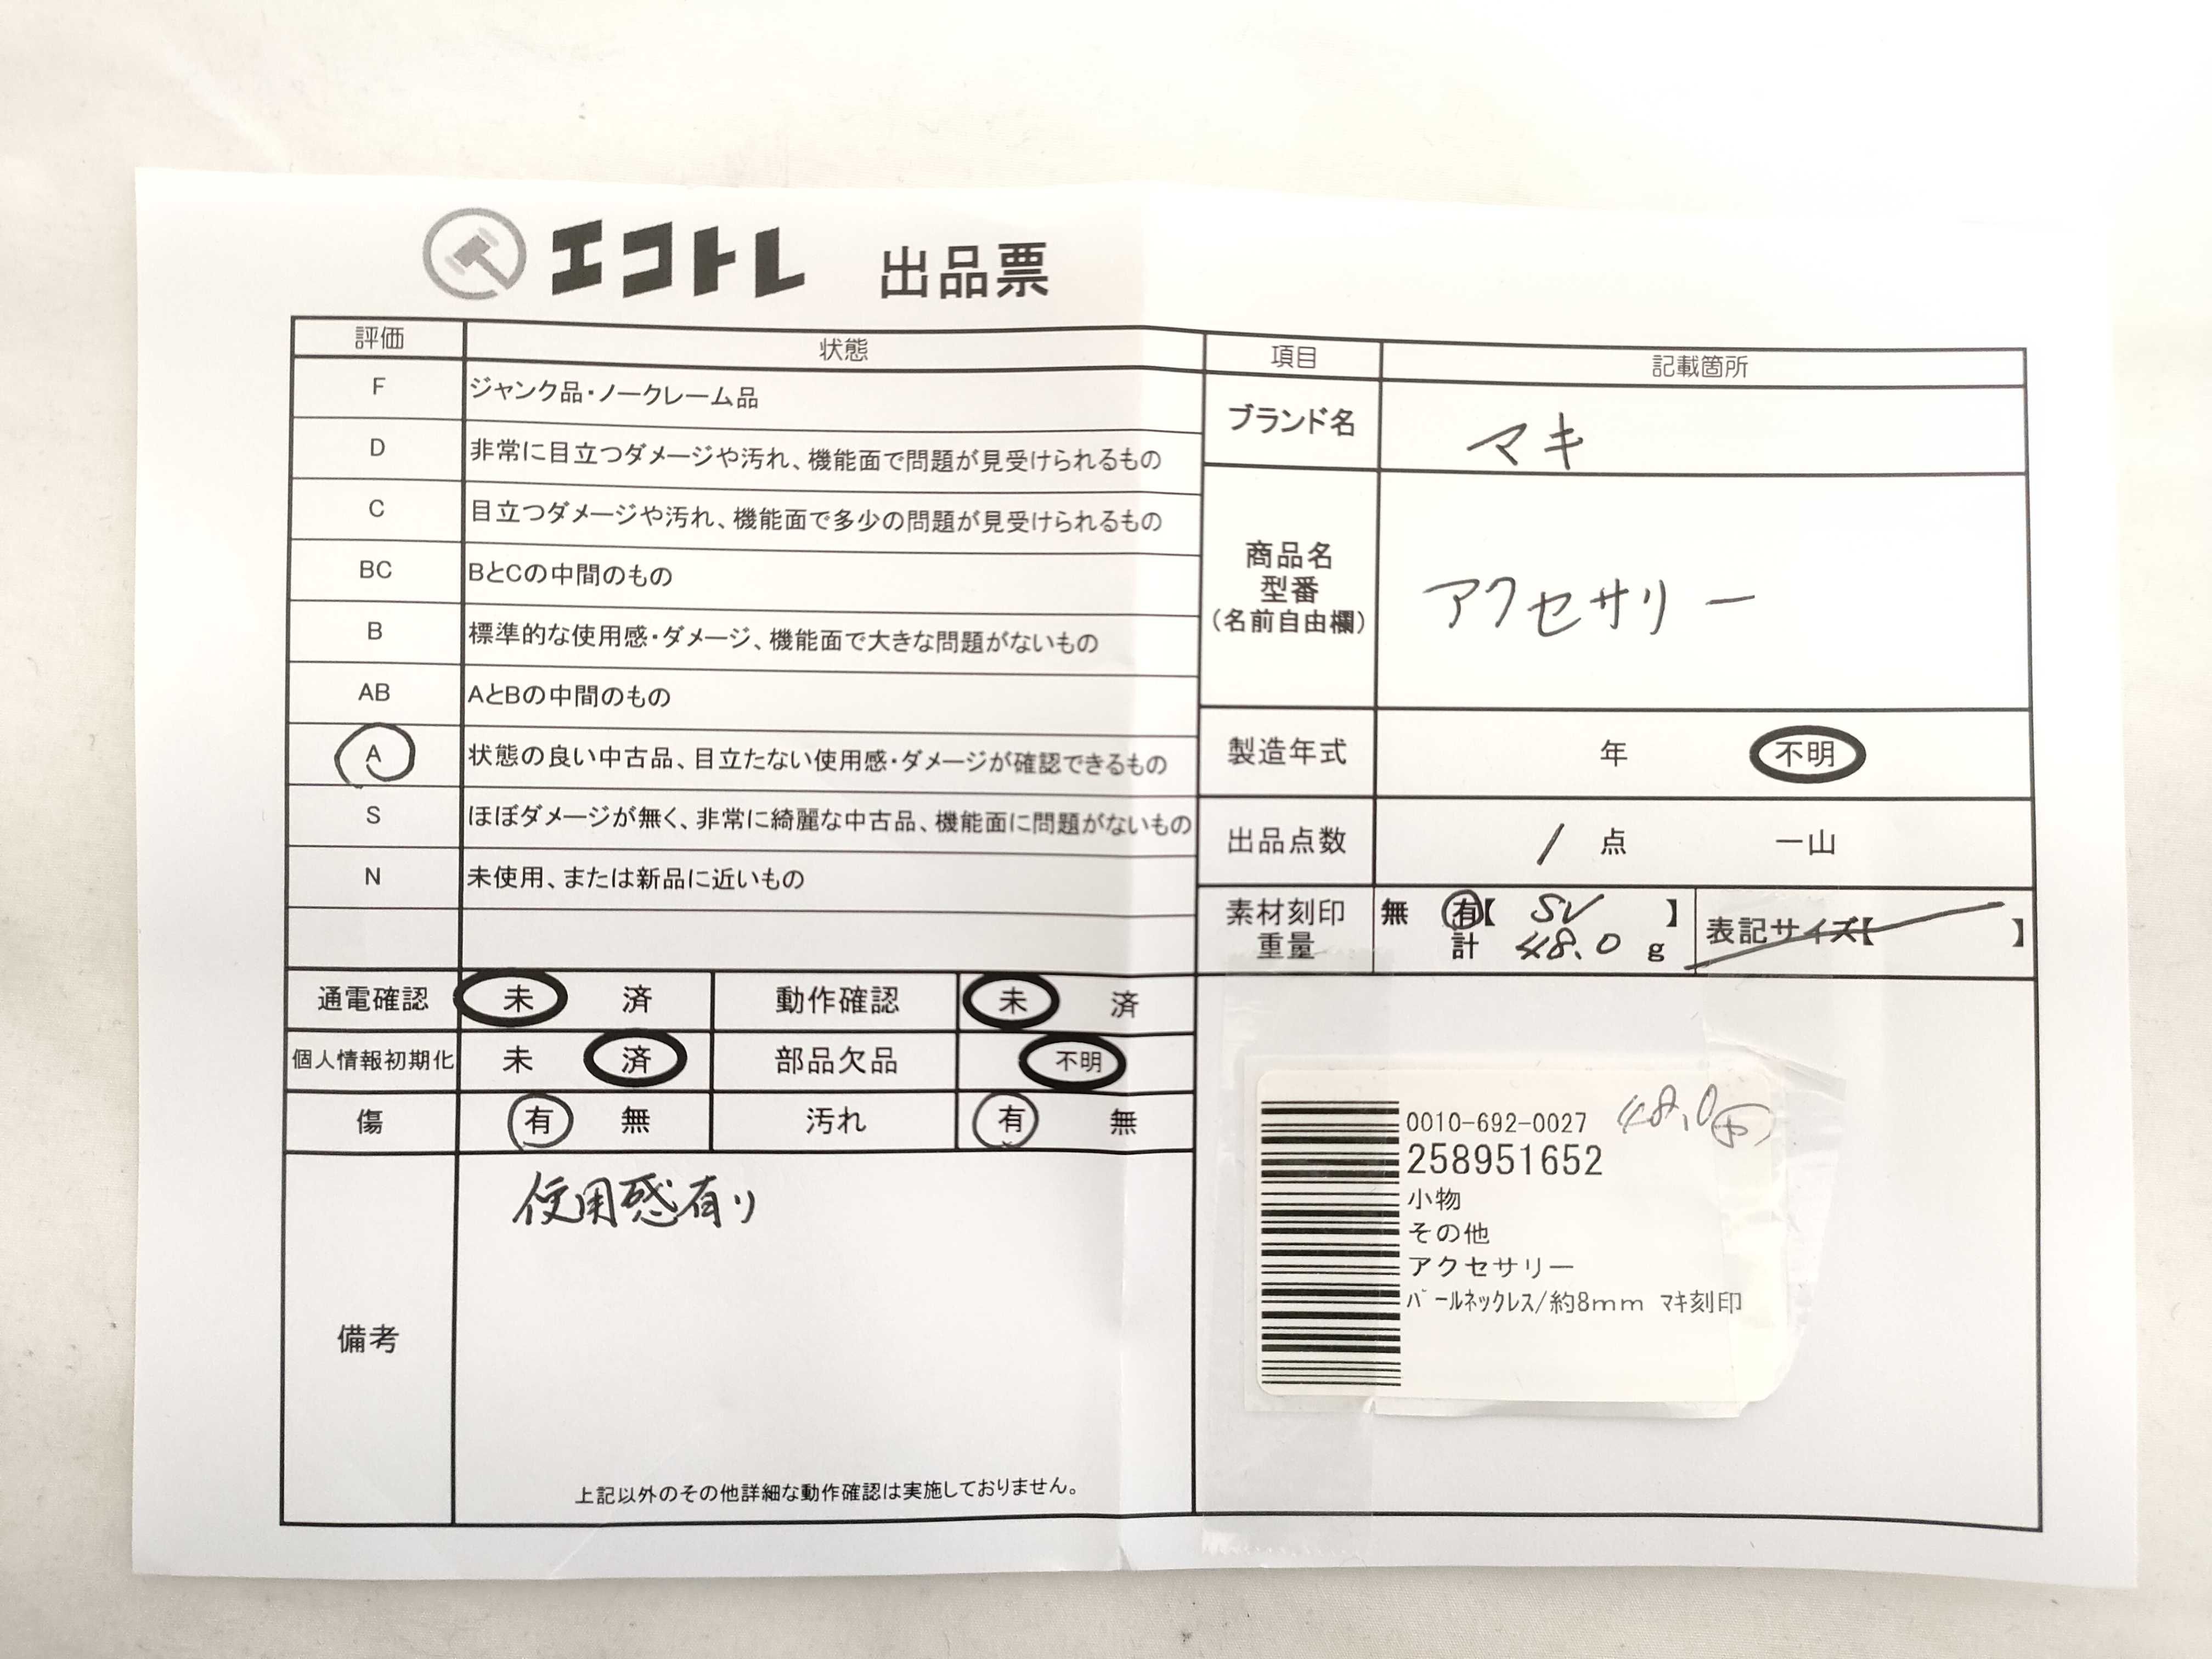 エコトレ 出品票
評価 状態
F ジャンク品・ノークレーム品
D 非常に目立つダメージや汚れ、機能面で問題が見受けられるもの
C 目立つダメージや汚れ、機能面で多少の問題が見受けられるもの
BC BとCの中間のもの
B 標準的な使用感・ダメージ、機能面で大きな問題がないもの
AB AとBの中間のもの
A 状態の良い中古品、目立たない使用感・ダメージが確認できるもの
S ほぼダメージが無く、非常に綺麗な中古品、機能面に問題がないもの
N 未使用、または新品に近いもの
通電確認 未 済 動作確認 未 済
個人情報初期化 未 済 部品欠品 不明
傷 有 無 汚れ 有 無
備考 使用感有り
上記以外のその他詳細な動作確認は実施しておりません。
項目 記載箇所
ブランド名 マキ
商品名
型番
(名前自由欄)
アクセサリー
製造年式 年 不明
出品点数 / 点 一山
素材刻印 無 有【 SV 】
重量 計 48.0 g
表記サイズ【 】
0010-692-0027 48.0
258951652
小物
その他
アクセサリー
ﾊﾟｰﾙﾈｯｸﾚｽ/約8mm ﾏｷ刻印